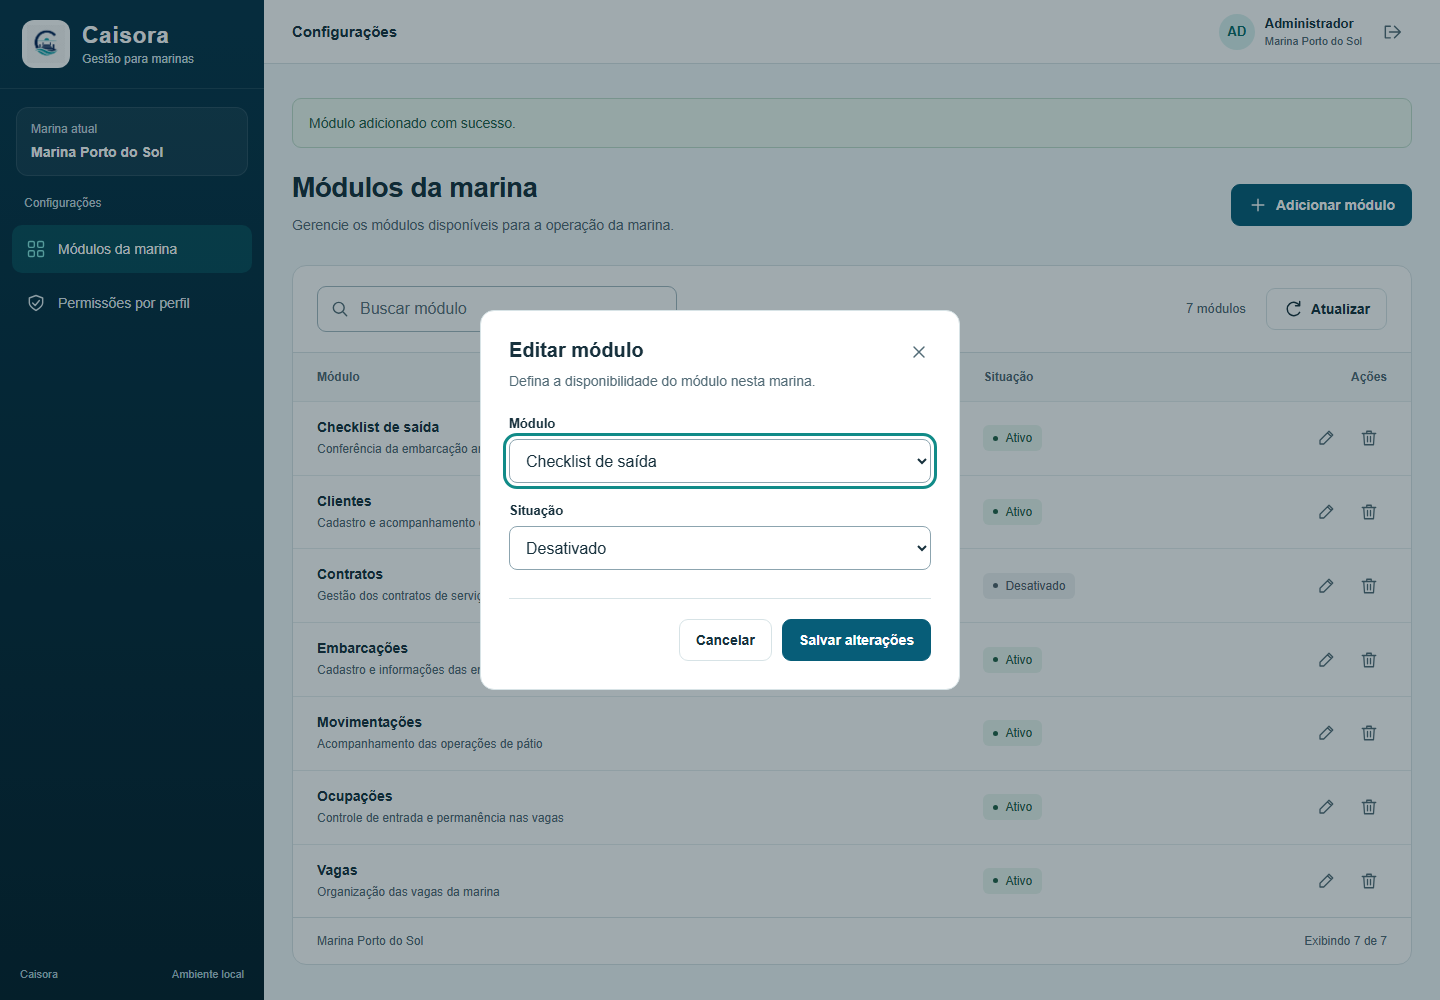 Caisora
Gestão para marinas
Marina atual
Marina Porto do Sol
Configurações
Módulos da marina
Permissões por perfil
Caisora
Ambiente local
Configurações
AD
Administrador
Marina Porto do Sol
Módulo adicionado com sucesso.
Módulos da marina
Gerencie os módulos disponíveis para a operação da marina.
Adicionar módulo
Buscar módulo
7 módulos
Atualizar
Módulo
Situação
Ações
Checklist de saída
Conferência da embarcação
Ativo
Clientes
Cadastro e acompanhamento
Ativo
Contratos
Gestão dos contratos de
Desativado
Embarcações
Cadastro e informações das
Ativo
Movimentações
Acompanhamento das operações de pátio
Ativo
Ocupações
Controle de entrada e permanência nas vagas
Ativo
Vagas
Organização das vagas da marina
Ativo
Marina Porto do Sol
Exibindo 7 de 7
Editar módulo
Defina a disponibilidade do módulo nesta marina.
Módulo
Checklist de saída
Situação
Desativado
Cancelar
Salvar alterações